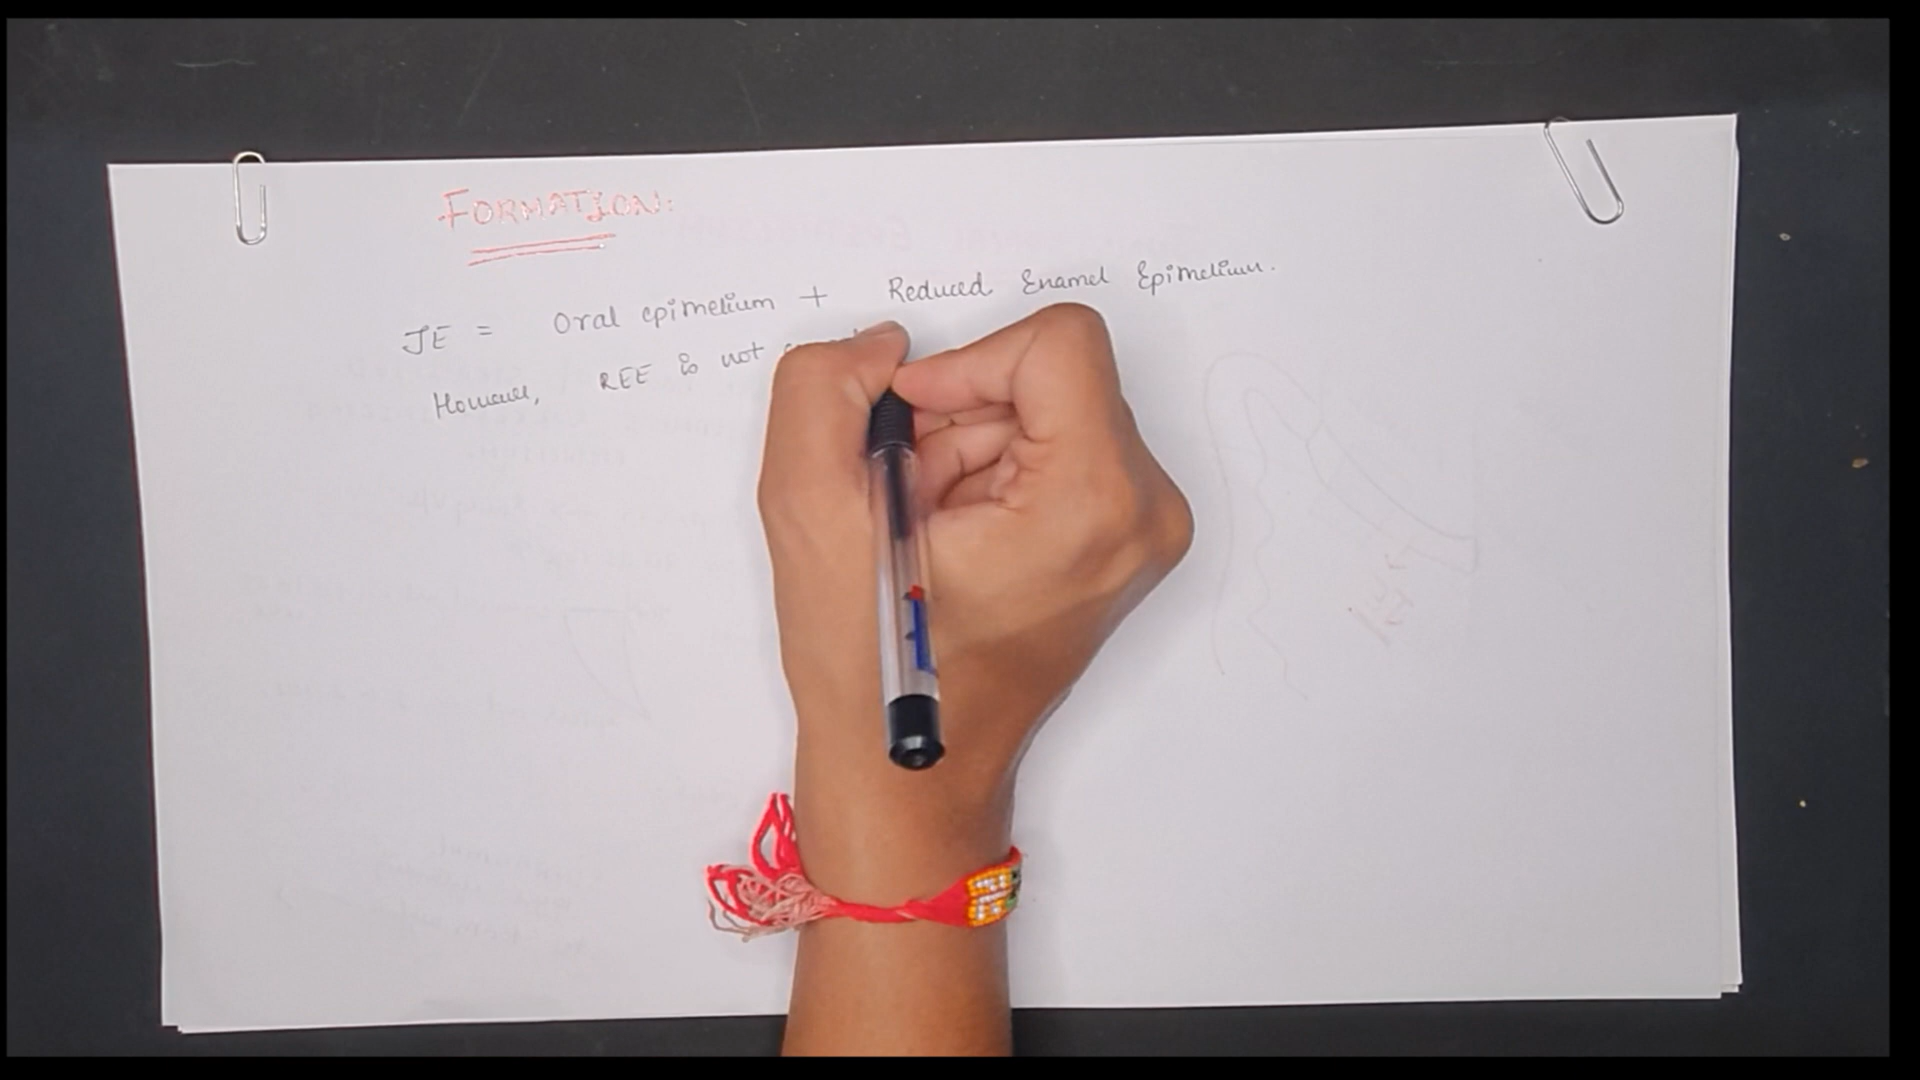 FORMATION:
JE = Oral epithelium + Reduced Enamel Epithelium.
However, REE is not